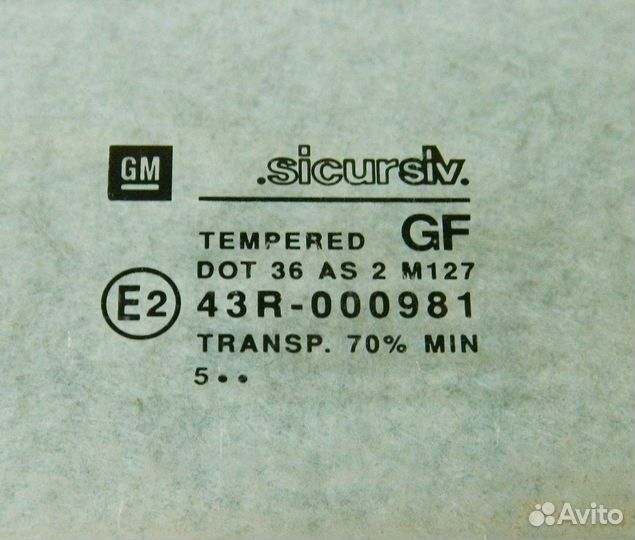 GM
.sicursiv.
TEMPERED GF
DOT 36 AS 2 M127
E2 43R-000981
TRANSP. 70% MIN
5••
Avito